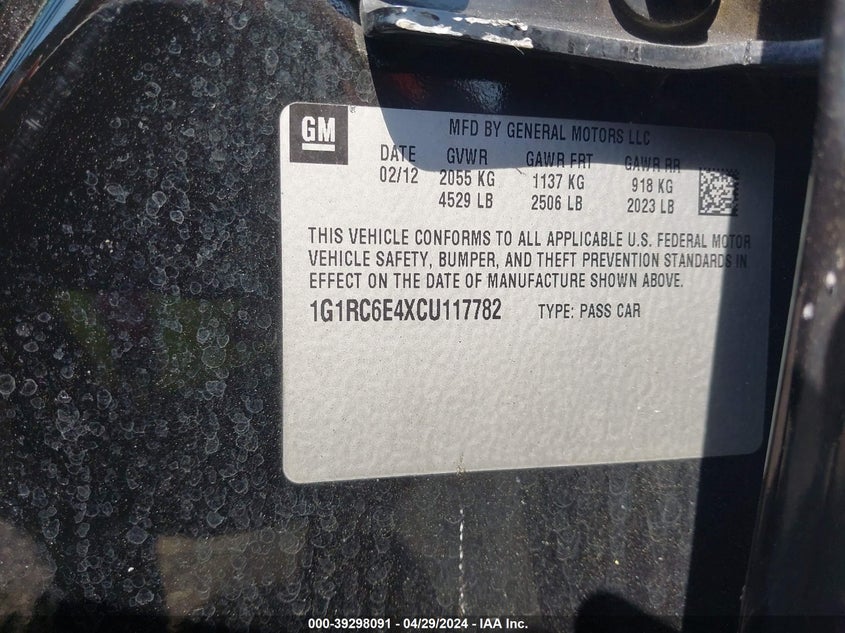 GM
MFD BY GENERAL MOTORS LLC
DATE GVWR GAWR FRT GAWR RR
02/12 2055 KG 1137 KG 918 KG
4529 LB 2506 LB 2023 LB
THIS VEHICLE CONFORMS TO ALL APPLICABLE U.S. FEDERAL MOTOR
VEHICLE SAFETY, BUMPER, AND THEFT PREVENTION STANDARDS IN
EFFECT ON THE DATE OF MANUFACTURE SHOWN ABOVE.
1G1RC6E4XCU117782 TYPE: PASS CAR
000-39298091 - 04/29/2024 - IAA Inc.